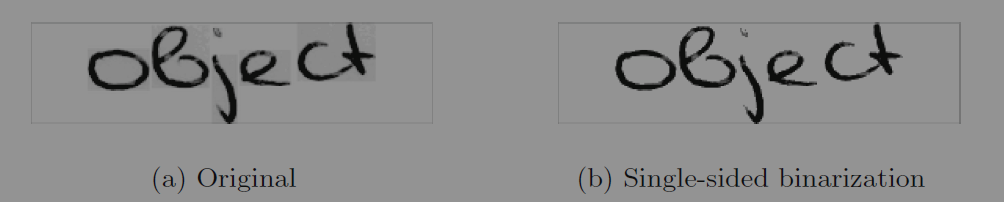 object object
(a) Original (b) Single-sided binarization